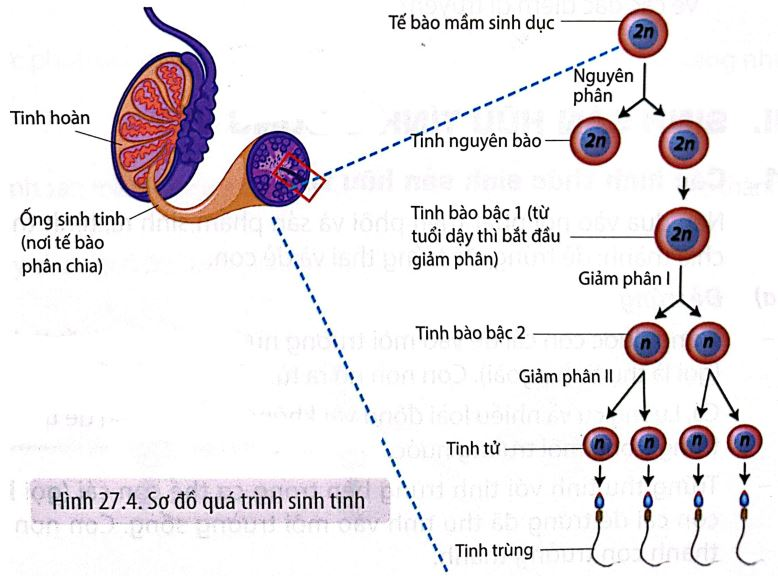 Tế bào mầm sinh dục
2n
Nguyên
phân
Tinh hoàn
Tinh nguyên bào
2n
2n
Ống sinh tinh
(nơi tế bào
phân chia)
Tinh bào bậc 1 (từ
tuổi dậy thì bắt đầu
giảm phân)
2n
Giảm phân I
Tinh bào bậc 2
n
n
Giảm phân II
Tinh tử
n
n
n
n
Hình 27.4. Sơ đồ quá trình sinh tinh
Tinh trùng